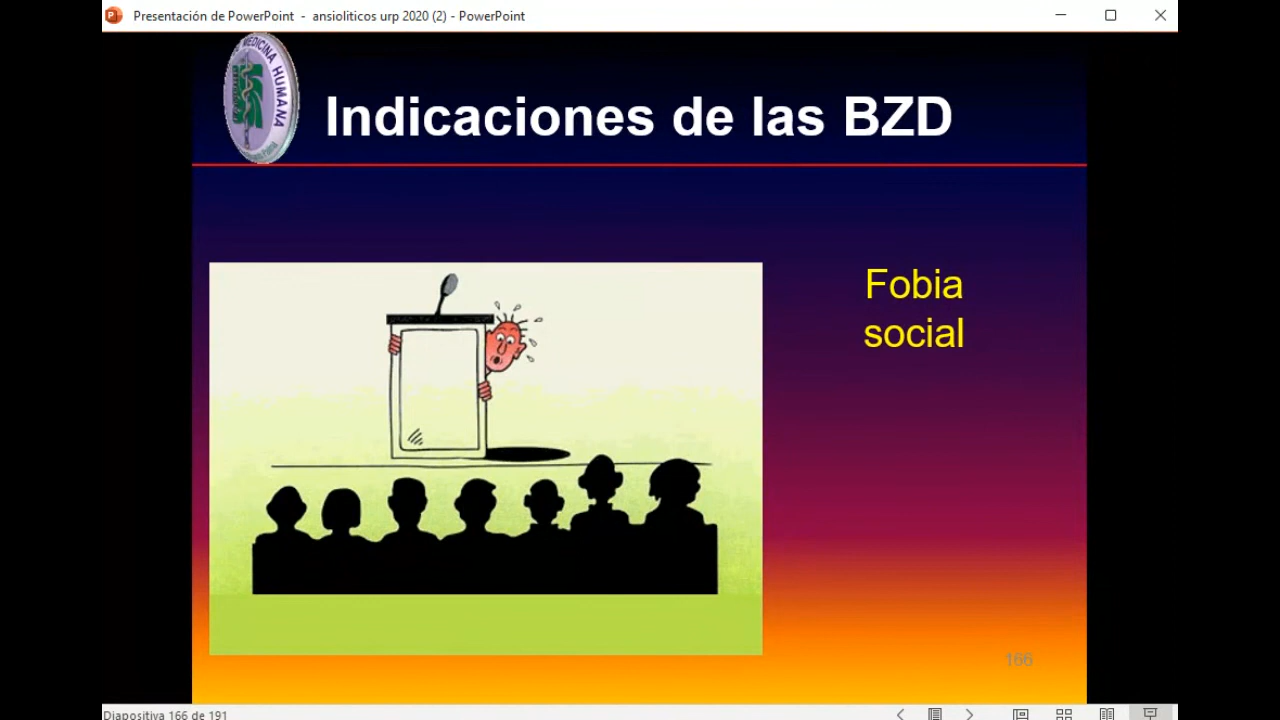 Presentación de PowerPoint - ansioliticos urp 2020 (2) - PowerPoint
MEDICINA HUMANA
Indicaciones de las BZD
Fobia
social
166
Diapositiva 166 de 191